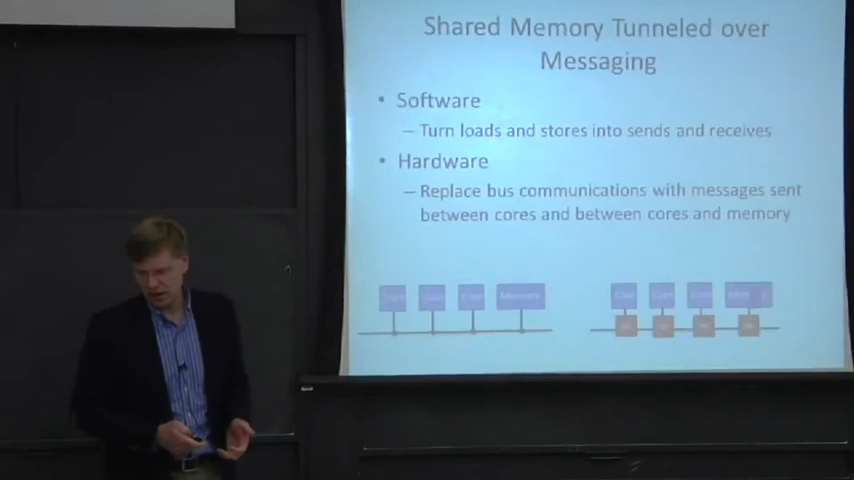 Shared Memory Tunneled over
Messaging
• Software
– Turn loads and stores into sends and receives
• Hardware
– Replace bus communications with messages sent
between cores and between cores and memory
Core Core Core Memory
Core Core Core